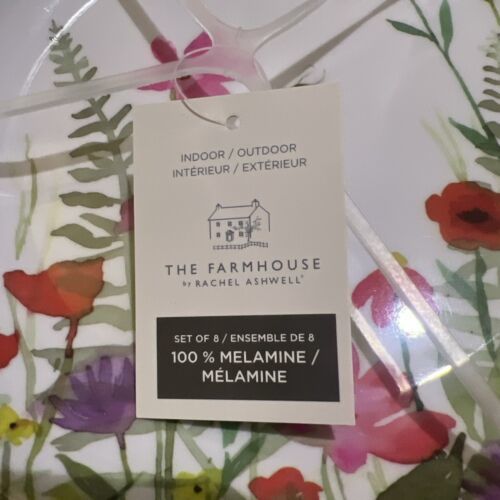 INDOOR / OUTDOOR
INTÉRIEUR / EXTÉRIEUR
THE FARMHOUSE
by RACHEL ASHWELL®
SET OF 8 / ENSEMBLE DE 8
100 % MELAMINE /
MÉLAMINE